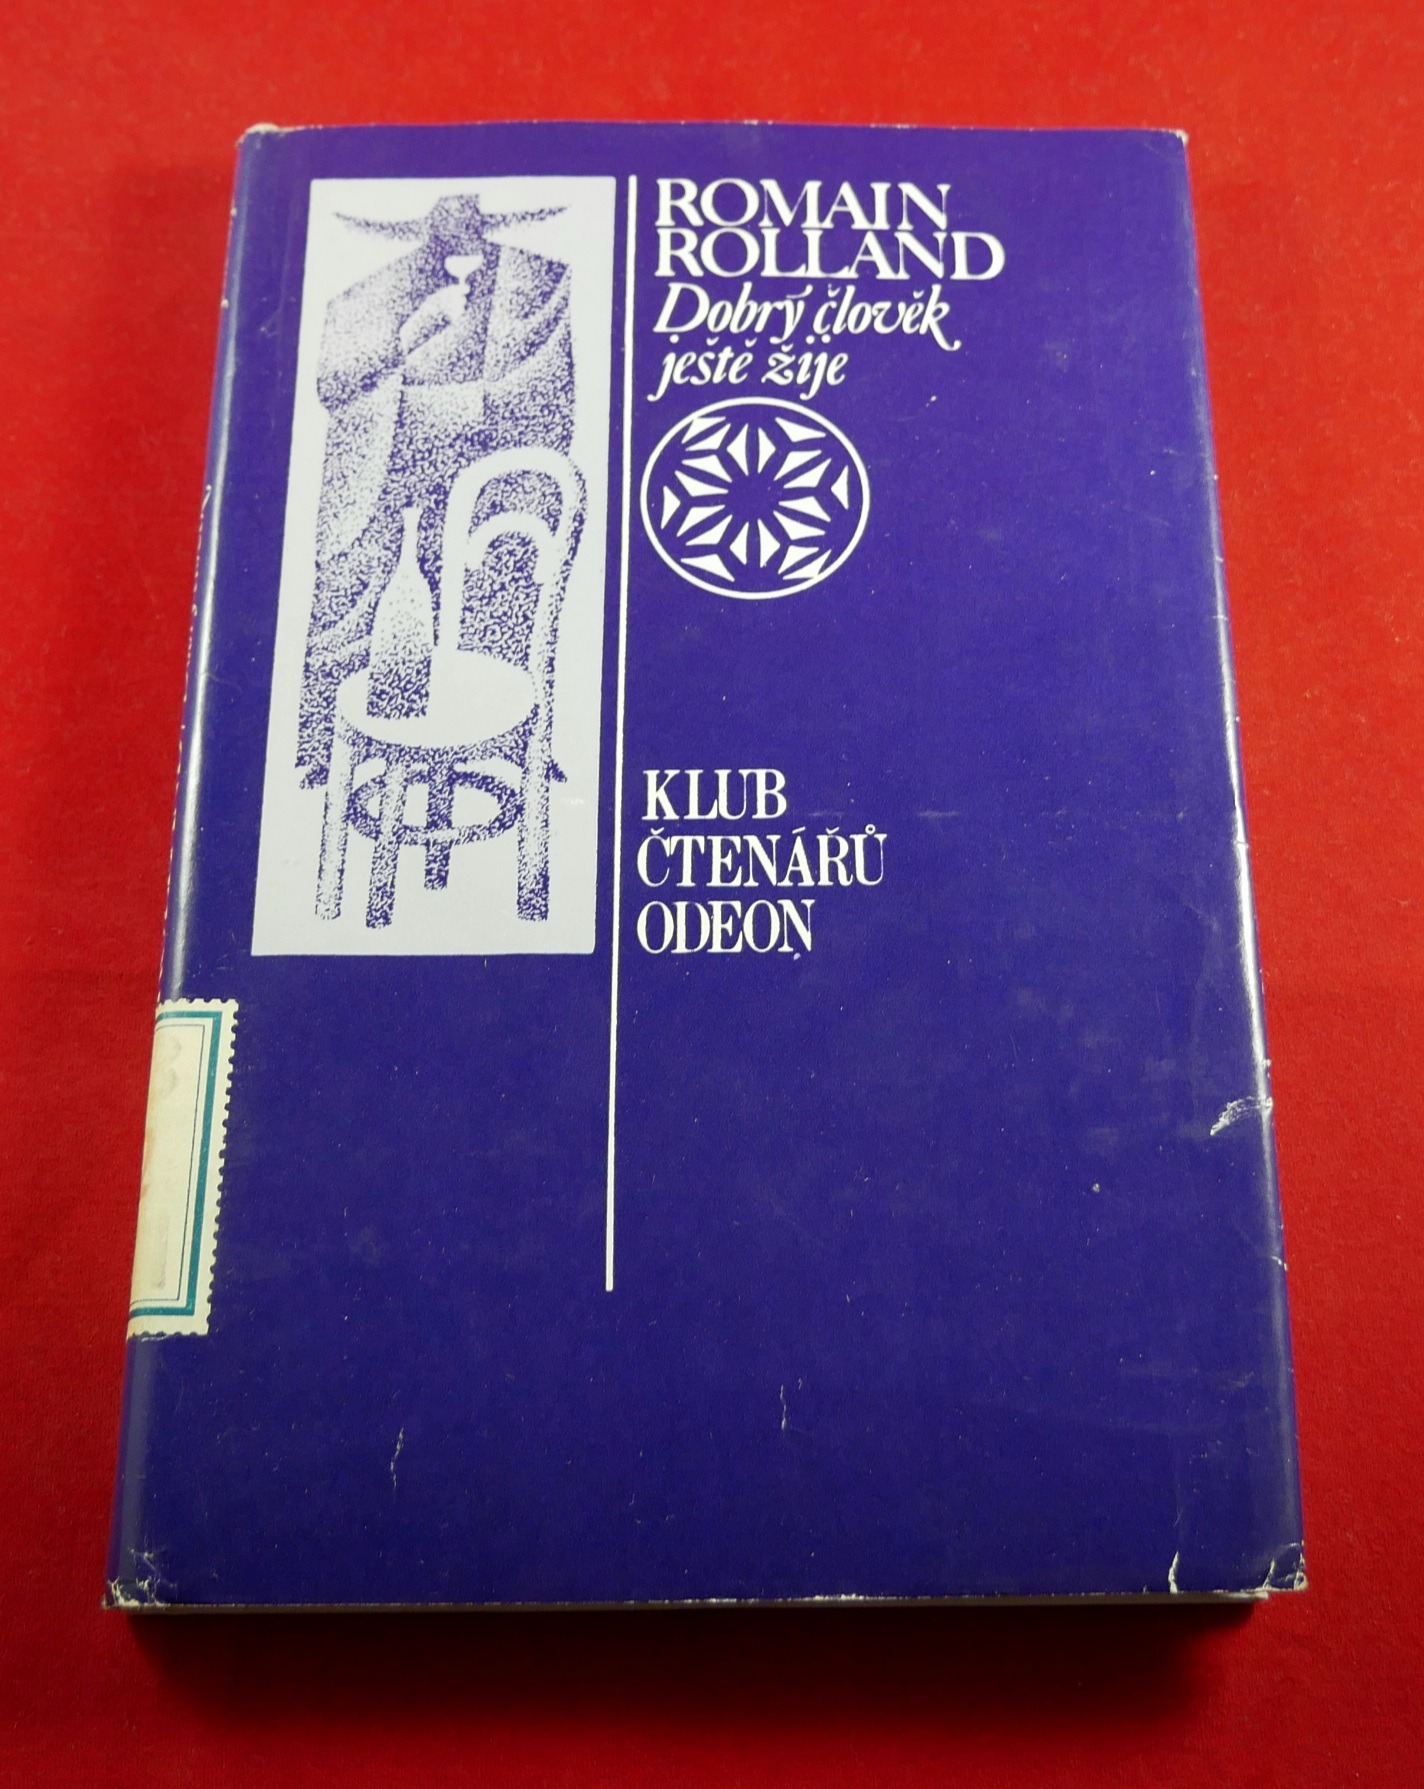 ROMAIN
ROLLAND
Dobrý člověk
ještě žije
KLUB
ČTENÁŘŮ
ODEON